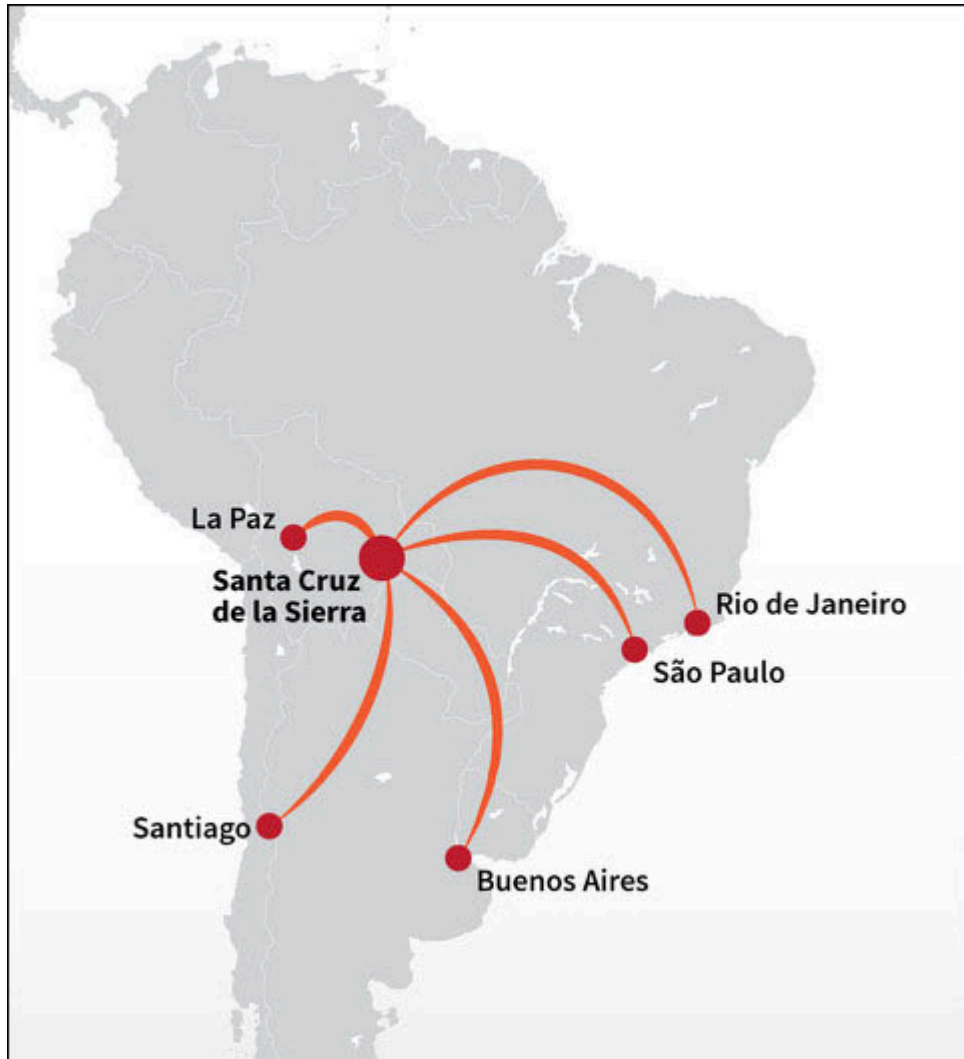 La Paz
Santa Cruz
de la Sierra
Rio de Janeiro
São Paulo
Santiago
Buenos Aires